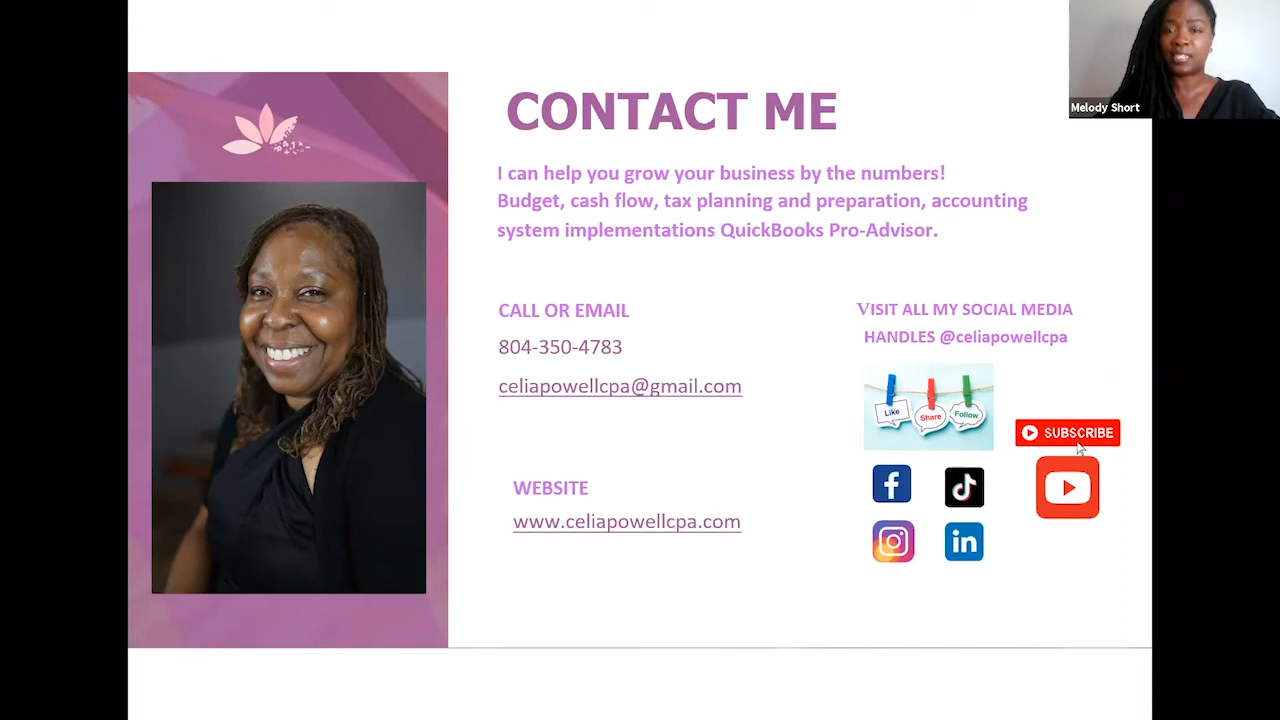 Melody Short
CONTACT ME
I can help you grow your business by the numbers!
Budget, cash flow, tax planning and preparation, accounting
system implementations QuickBooks Pro-Advisor.
CALL OR EMAIL
804-350-4783
celiapowellcpa@gmail.com
WEBSITE
www.celiapowellcpa.com
VISIT ALL MY SOCIAL MEDIA
HANDLES @celiapowellcpa
Like
Share
Follow
SUBSCRIBE
f
in